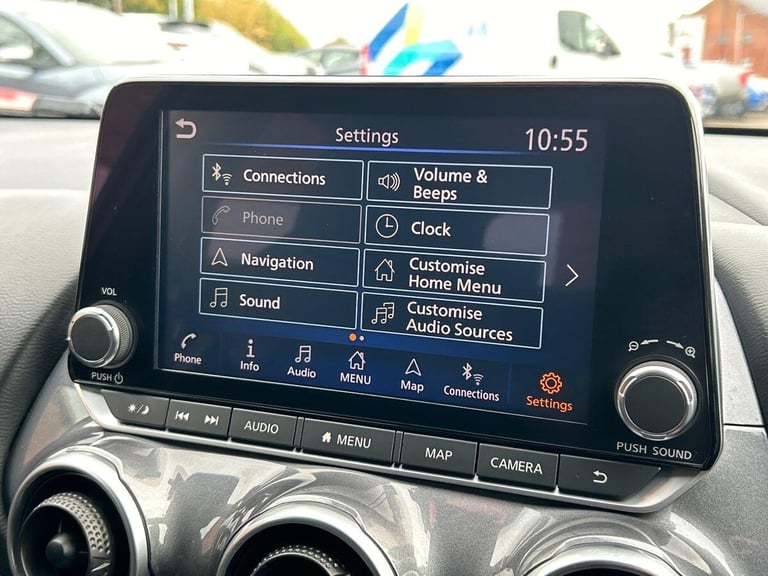 Settings
10:55
Connections
Volume &
Beeps
Phone
Clock
Navigation
Customise
Home Menu
Sound
Customise
Audio Sources
VOL
PUSH
Phone
Info
Audio
MENU
Map
Connections
Settings
PUSH SOUND
AUDIO
MENU
MAP
CAMERA